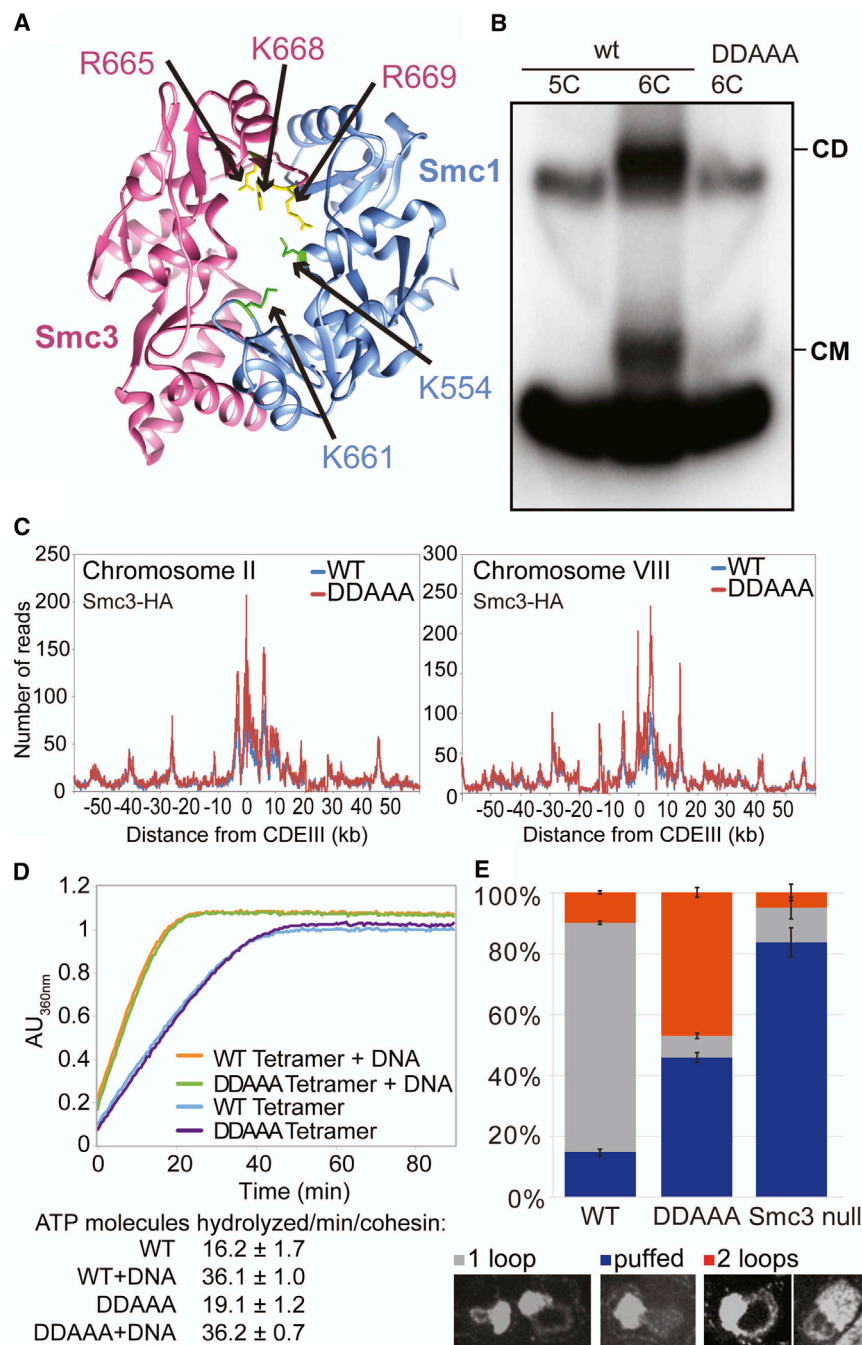 A
R665
K668
R669
Smc1
Smc3
K554
K661
B
wt DDAAA
5C 6C 6C
CD
CM
C
Chromosome II
Smc3-HA
WT
DDAAA
Number of reads
250
200
150
100
50
0
-50 -40 -30 -20 -10 0 10 20 30 40 50
Distance from CDEIII (kb)
Chromosome VIII
Smc3-HA
WT
DDAAA
300
250
200
150
100
50
0
-50 -40 -30 -20 -10 0 10 20 30 40 50
Distance from CDEIII (kb)
D
AU360nm
1.2
1
0.8
0.6
0.4
0.2
0
WT Tetramer + DNA
DDAAA Tetramer + DNA
WT Tetramer
DDAAA Tetramer
0 20 40 60 80
Time (min)
ATP molecules hydrolyzed/min/cohesin:
WT 16.2 ± 1.7
WT+DNA 36.1 ± 1.0
DDAAA 19.1 ± 1.2
DDAAA+DNA 36.2 ± 0.7
E
100%
80%
60%
40%
20%
0%
WT DDAAA Smc3 null
1 loop puffed 2 loops